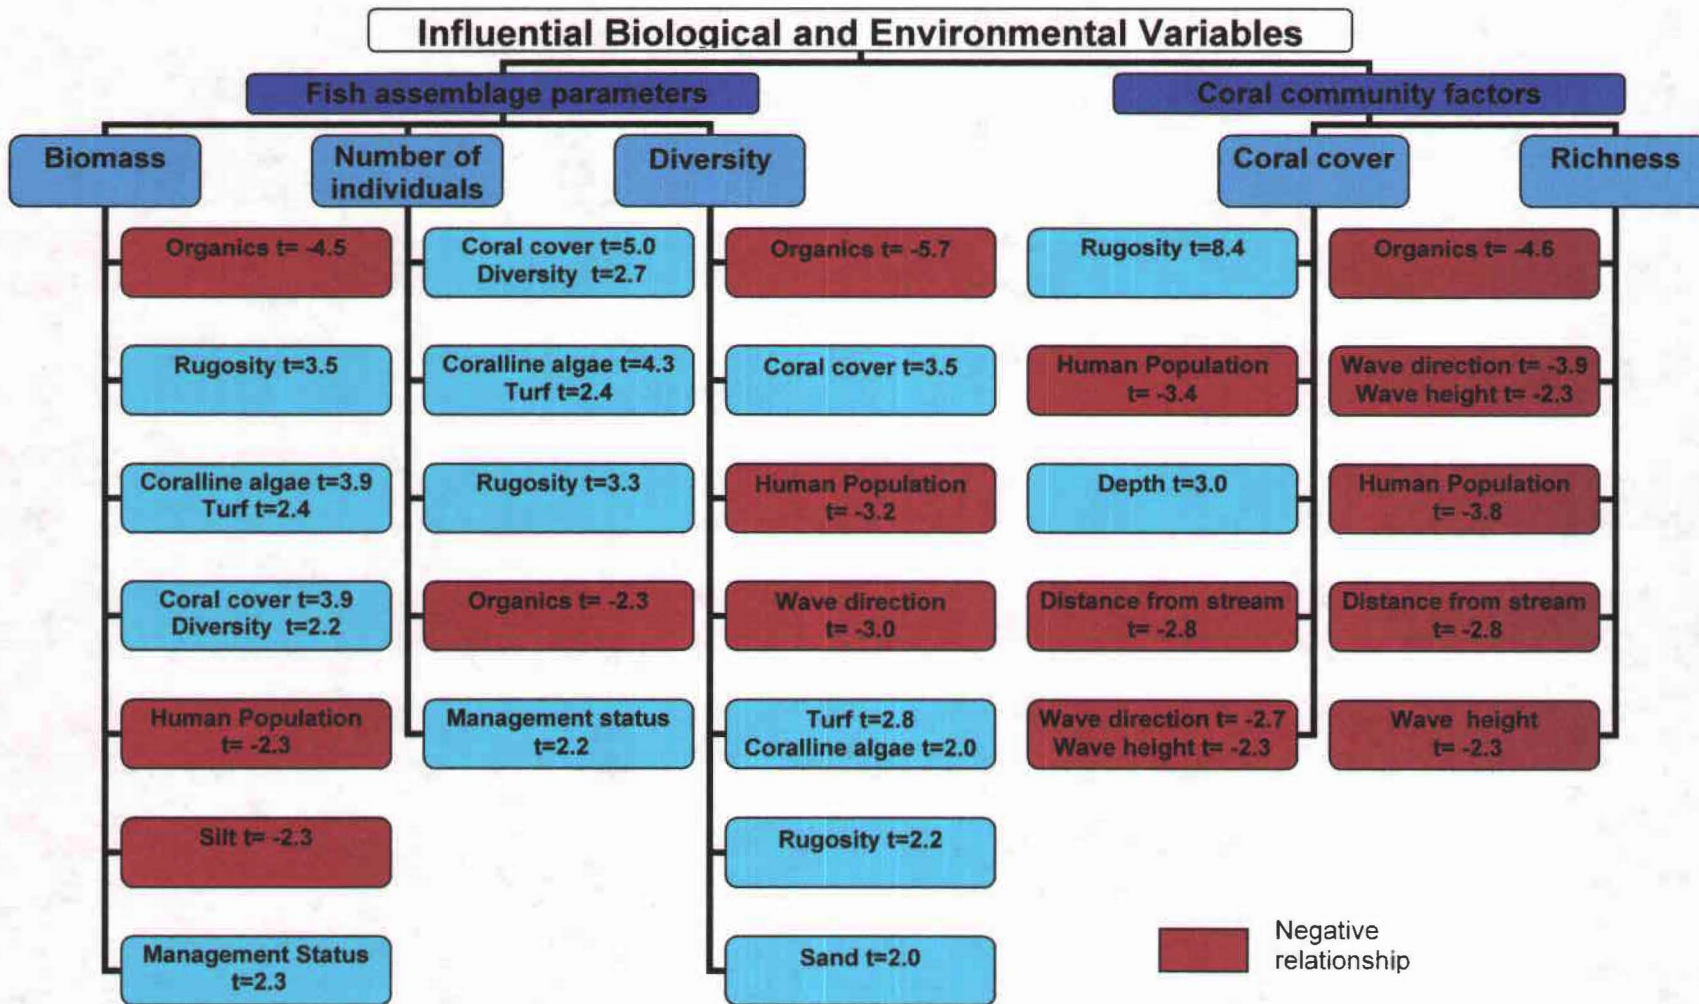 Influential Biological and Environmental Variables
Fish assemblage parameters
Coral community factors
Biomass
Number of
individuals
Diversity
Coral cover
Richness
Organics t= -4.5
Rugosity t=3.5
Coralline algae t=3.9
Turf t=2.4
Coral cover t=3.9
Diversity t=2.2
Human Population
t= -2.3
Silt t= -2.3
Management Status
t=2.3
Coral cover t=5.0
Diversity t=2.7
Coralline algae t=4.3
Turf t=2.4
Rugosity t=3.3
Organics t= -2.3
Management status
t=2.2
Organics t= -5.7
Coral cover t=3.5
Human Population
t= -3.2
Wave direction
t= -3.0
Turf t=2.8
Coralline algae t=2.0
Rugosity t=2.2
Sand t=2.0
Rugosity t=8.4
Human Population
t= -3.4
Depth t=3.0
Distance from stream
t= -2.8
Wave direction t= -2.7
Wave height t= -2.3
Organics t= -4.6
Wave direction t= -3.9
Wave height t= -2.3
Human Population
t= -3.8
Distance from stream
t= -2.8
Wave height
t= -2.3
Negative
relationship